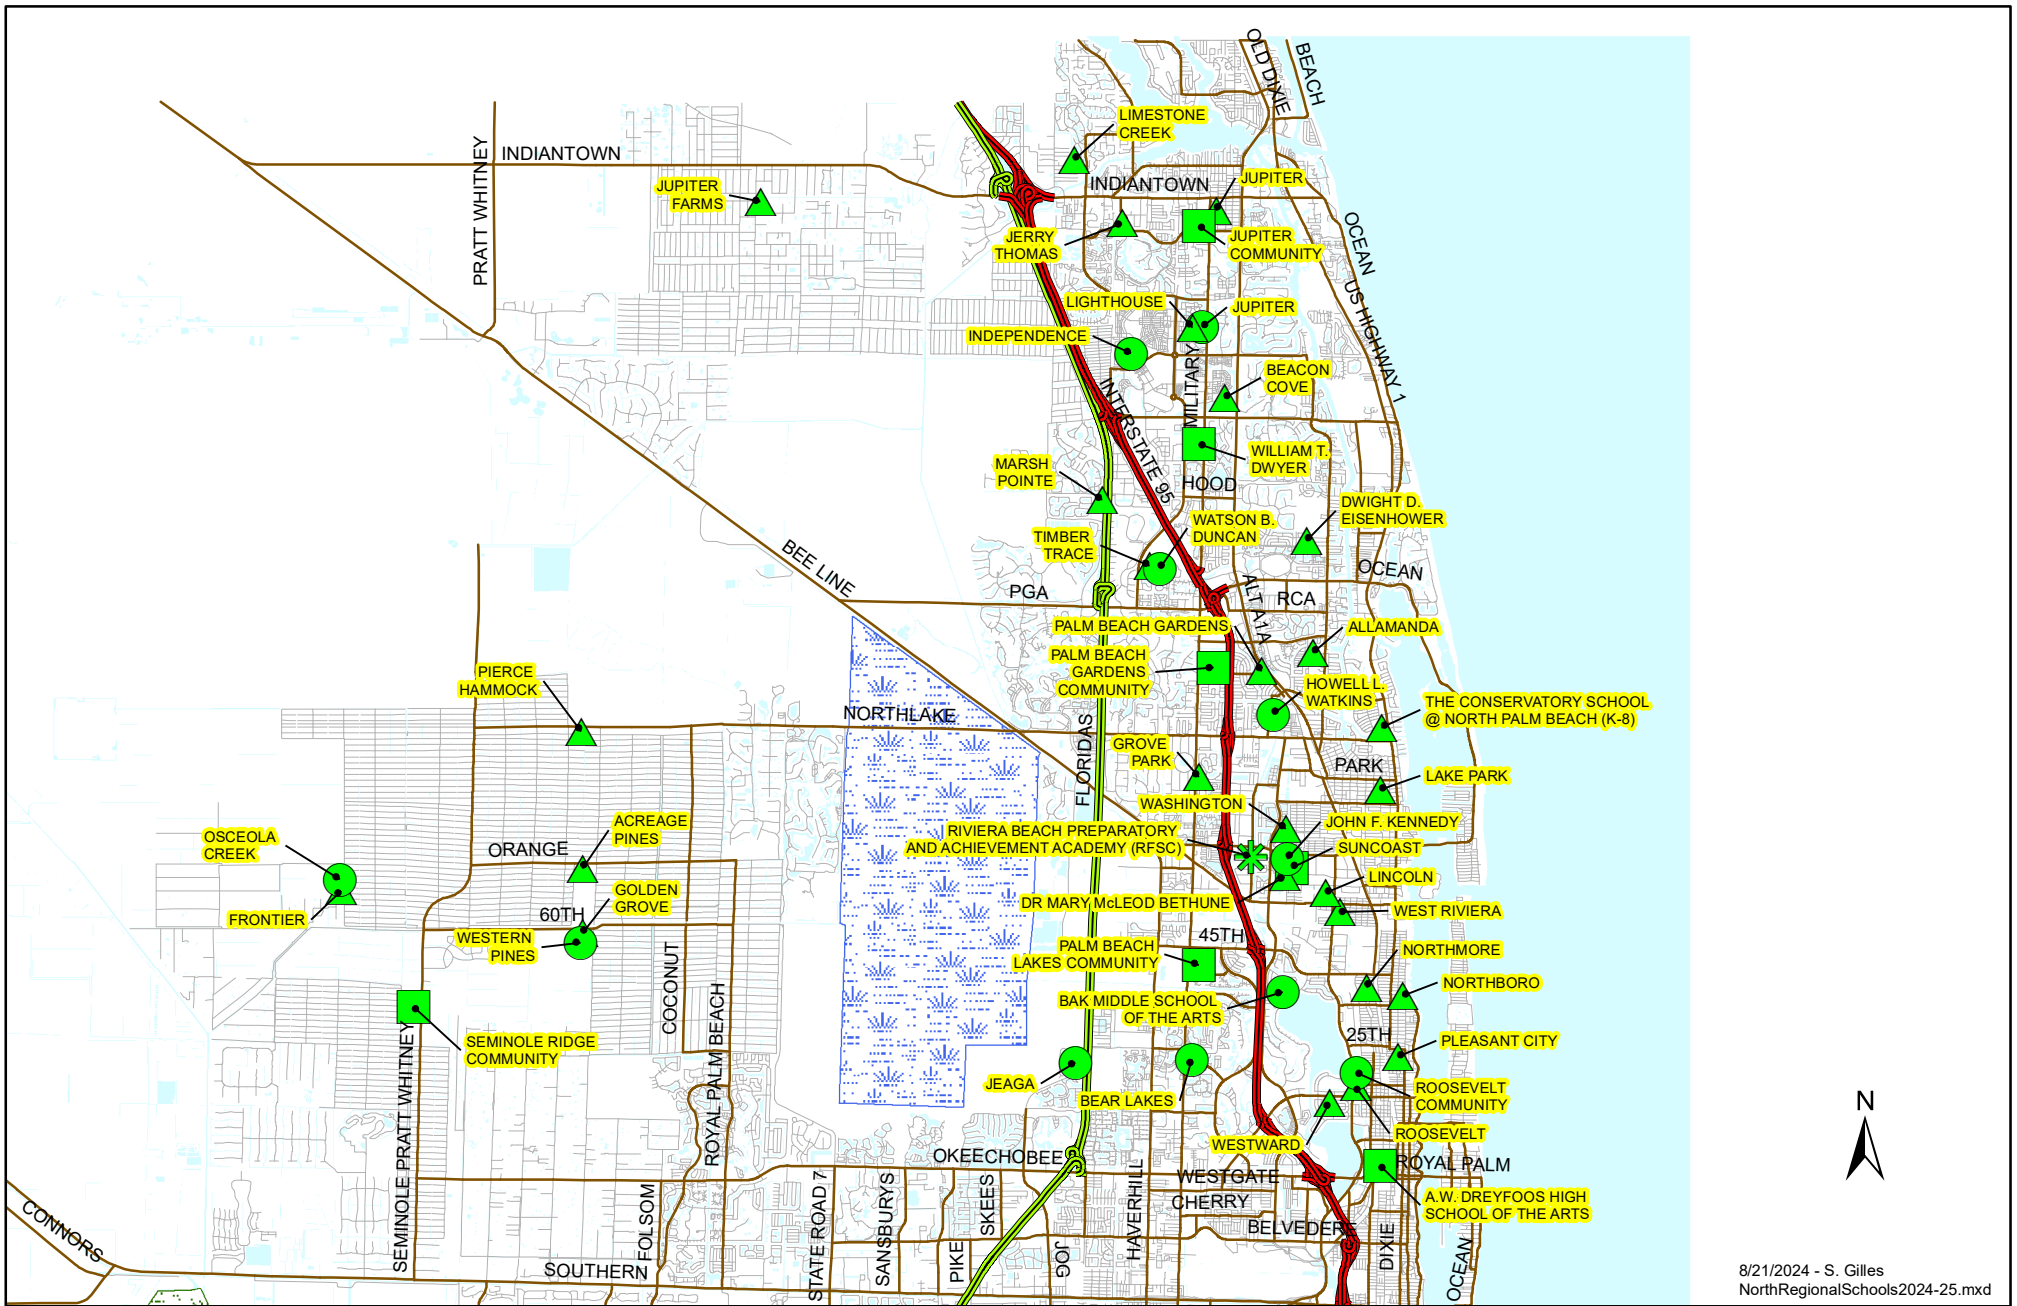 OLD DIXIE
BEACH
LIMESTONE
CREEK
PRATT WHITNEY
INDIANTOWN
JUPITER
FARMS
INDIANTOWN
JUPITER
JERRY
THOMAS
JUPITER
COMMUNITY
OCEAN
US HIGHWAY 1
LIGHTHOUSE
JUPITER
INDEPENDENCE
MILITARY
BEACON
COVE
INTERSTATE 95
WILLIAM T.
DWYER
MARSH
POINTE
HOOD
DWIGHT D.
EISENHOWER
WATSON B.
DUNCAN
TIMBER
TRACE
BEE LINE
OCEAN
PGA
ALT A1A
RCA
PALM BEACH GARDENS
ALLAMANDA
PALM BEACH
GARDENS
COMMUNITY
PIERCE
HAMMOCK
HOWELL L.
WATKINS
THE CONSERVATORY SCHOOL
@ NORTH PALM BEACH (K-8)
NORTHLAKE
FLORIDAS
GROVE
PARK
PARK
LAKE PARK
WASHINGTON
JOHN F. KENNEDY
RIVIERA BEACH PREPARATORY
AND ACHIEVEMENT ACADEMY (RFSC)
SUNCOAST
OSCEOLA
CREEK
ACREAGE
PINES
ORANGE
LINCOLN
GOLDEN
GROVE
DR MARY McLEOD BETHUNE
WEST RIVIERA
FRONTIER
60TH
WESTERN
PINES
45TH
PALM BEACH
LAKES COMMUNITY
NORTHMORE
NORTHBORO
COCONUT
ROYAL PALM BEACH
BAK MIDDLE SCHOOL
OF THE ARTS
25TH
PLEASANT CITY
SEMINOLE RIDGE
COMMUNITY
SEMINOLE PRATT WHITNEY
JEAGA
BEAR LAKES
ROOSEVELT
COMMUNITY
WESTWARD
ROOSEVELT
OKEECHOBEE
WESTGATE
ROYAL PALM
CHERRY
A.W. DREYFOOS HIGH
SCHOOL OF THE ARTS
BELVEDERE
CONNORS
FOLSOM
STATE ROAD 7
SANSBURYS
PIKE
SKEES
JOG
HAVERHILL
DIXIE
OCEAN
SOUTHERN
N
8/21/2024 - S. Gilles
NorthRegionalSchools2024-25.mxd